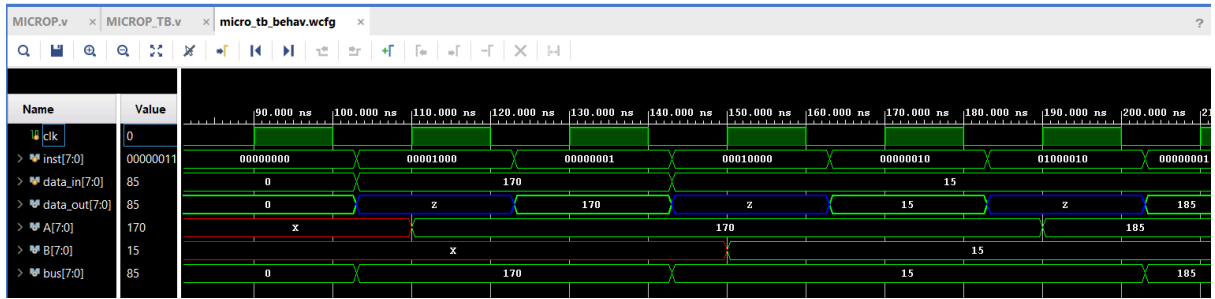 MICROP.v × MICROP_TB.v × micro_tb_behav.wcfg × ?
Name Value 90.000 ns 100.000 ns 110.000 ns 120.000 ns 130.000 ns 140.000 ns 150.000 ns 160.000 ns 170.000 ns 180.000 ns 190.000 ns 200.000 ns 21
clk 0
> inst[7:0] 00000011 00000000 00001000 00000001 00010000 00000010 01000010 00000001
> data_in[7:0] 85 0 170 15
> data_out[7:0] 85 0 Z 170 Z 15 Z 185
> A[7:0] 170 X 170 185
> B[7:0] 15 X 15
> bus[7:0] 85 0 170 15 185